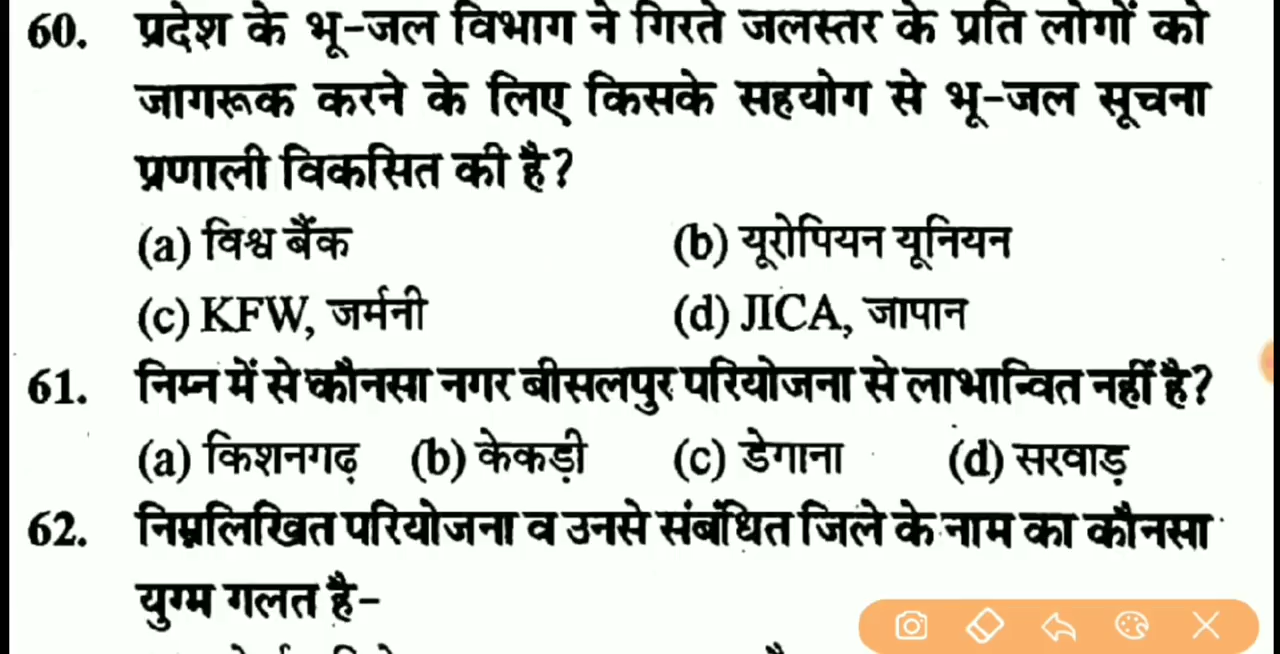 60. प्रदेश के भू-जल विभाग ने गिरते जलस्तर के प्रति लोगों को
जागरूक करने के लिए किसके सहयोग से भू-जल सूचना
प्रणाली विकसित की है?
(a) विश्व बैंक (b) यूरोपियन यूनियन
(c) KFW, जर्मनी (d) JICA, जापान
61. निम्न में से कौनसा नगर बीसलपुर परियोजना से लाभान्वित नहीं है?
(a) किशनगढ़ (b) केकड़ी (c) डेगाना (d) सरवाड़
62. निम्नलिखित परियोजना व उनसे संबंधित जिले के नाम का कौनसा
युग्म गलत है-